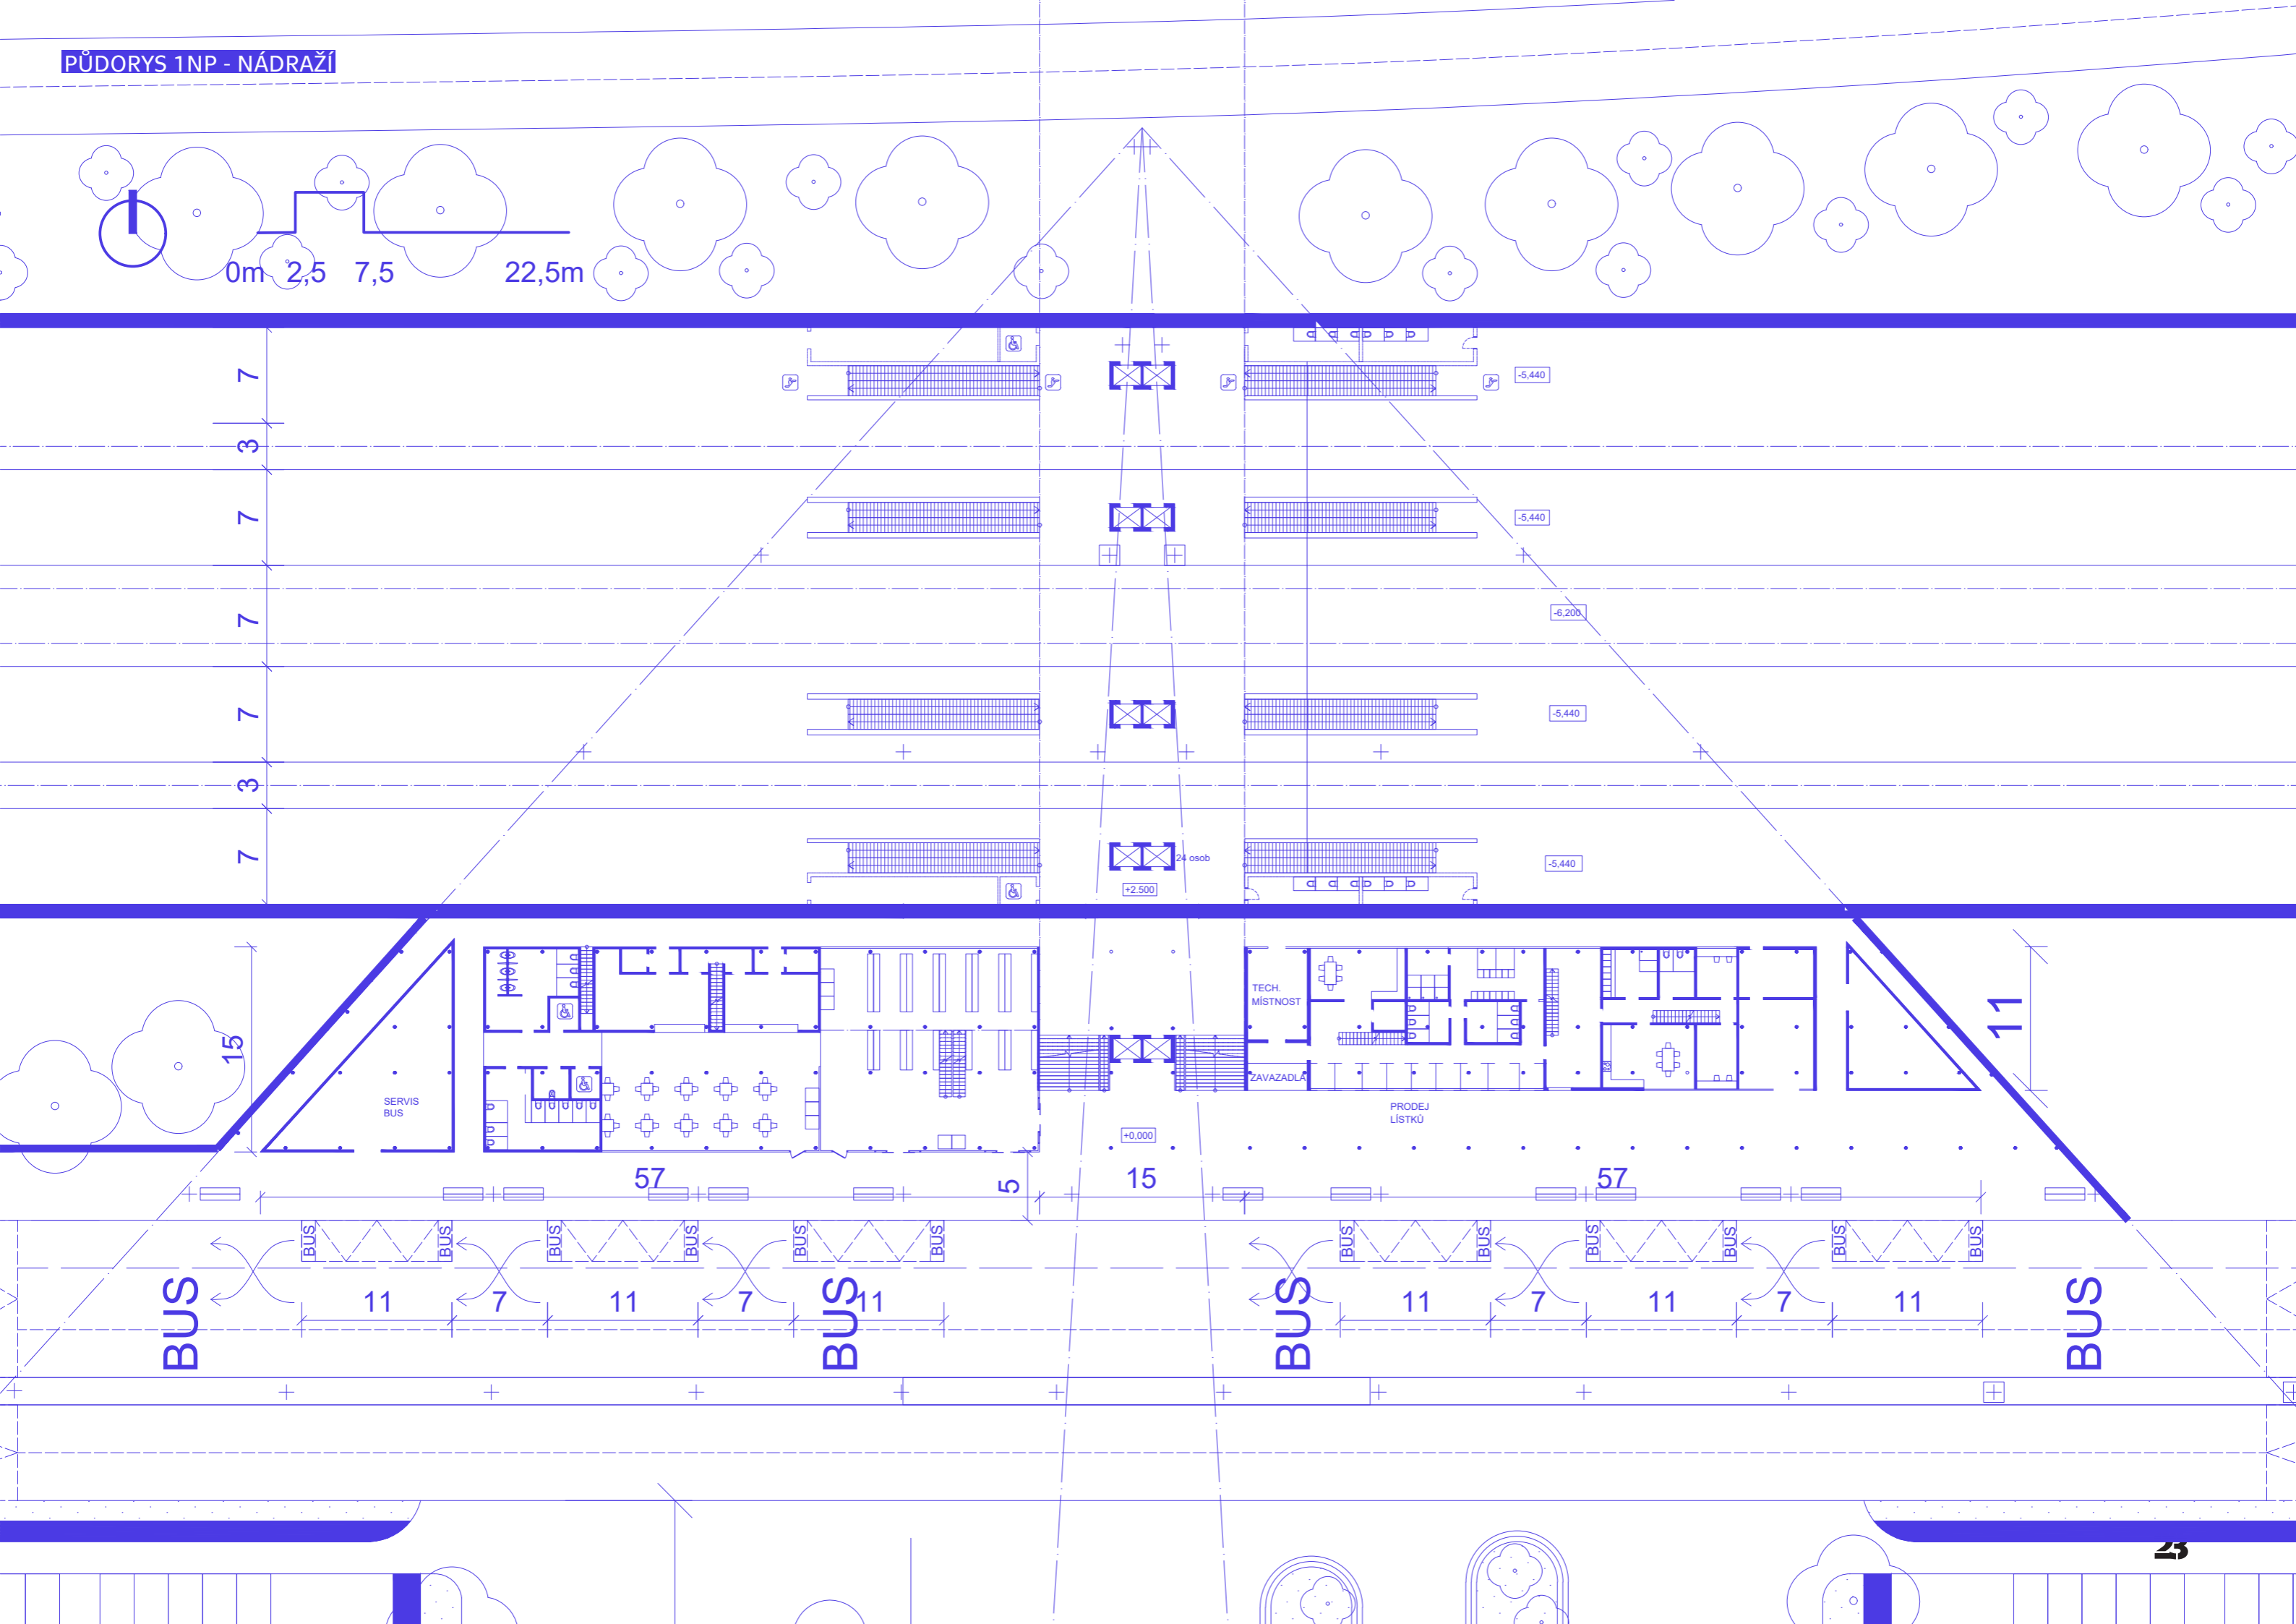 PŮDORYS 1NP - NÁDRAŽÍ
0m 2,5 7,5 22,5m
7
-5,440
3
7
-5,440
7
-6,200
7
-5,440
3
7
24 osob
-5,440
+2.500
TECH.
MÍSTNOST
11
15
ZAVAZADLA
SERVIS
BUS
PRODEJ
LÍSTKŮ
+0,000
57
5
15
57
BUS BUS BUS BUS BUS BUS BUS BUS BUS BUS BUS BUS
BUS BUS BUS BUS
11 7 11 7 11 11 7 11 7 11
23